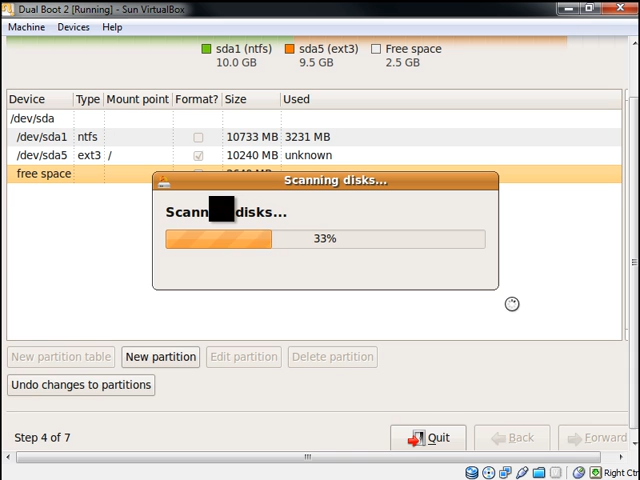 Dual Boot 2 [Running] - Sun VirtualBox
Machine Devices Help
sda1 (ntfs) sda5 (ext3) Free space
10.0 GB 9.5 GB 2.5 GB
Device Type Mount point Format? Size Used
/dev/sda
/dev/sda1 ntfs 10733 MB 3231 MB
/dev/sda5 ext3 / 10240 MB unknown
free space
Scanning disks...
disks...
33%
New partition table New partition Edit partition Delete partition
Undo changes to partitions
Step 4 of 7 Quit Back Forward
Right Ctr